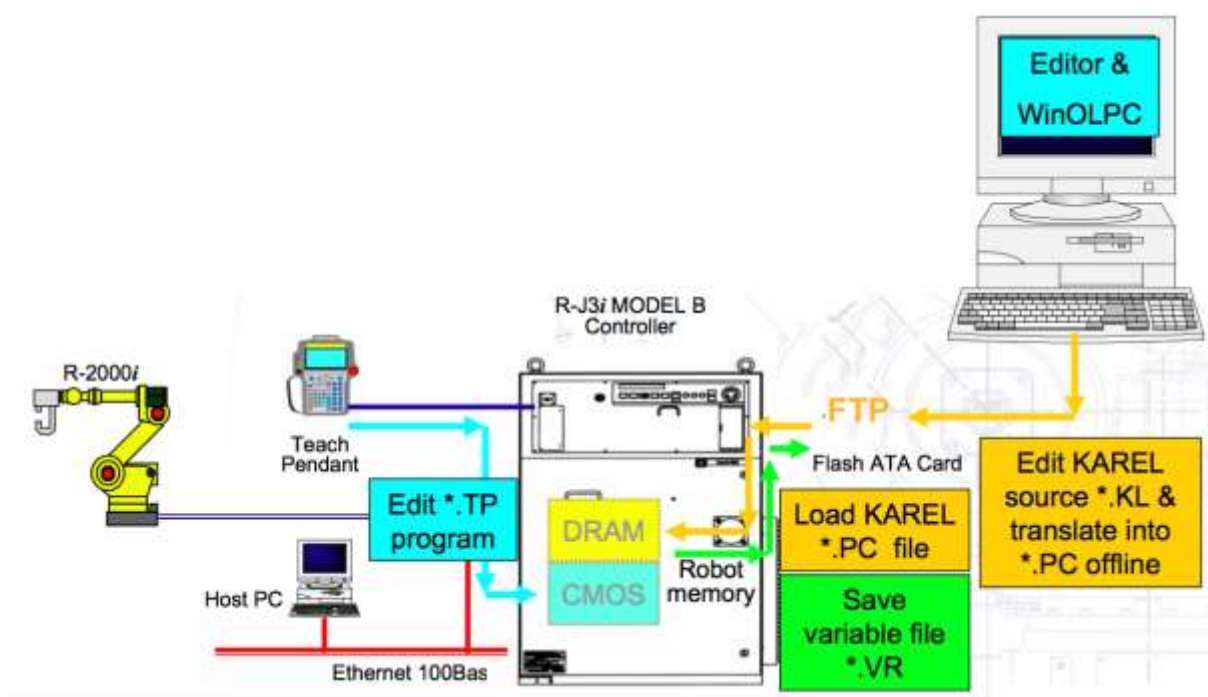 Editor &
WinOLPC
R-J3i MODEL B
Controller
R-2000i
Teach
Pendant
.FTP
Flash ATA Card
Edit *.TP
program
DRAM
CMOS
Robot
memory
Load KAREL
*.PC file
Edit KAREL
source *.KL &
translate into
*.PC offline
Save
variable file
*.VR
Host PC
Ethernet 100Bas